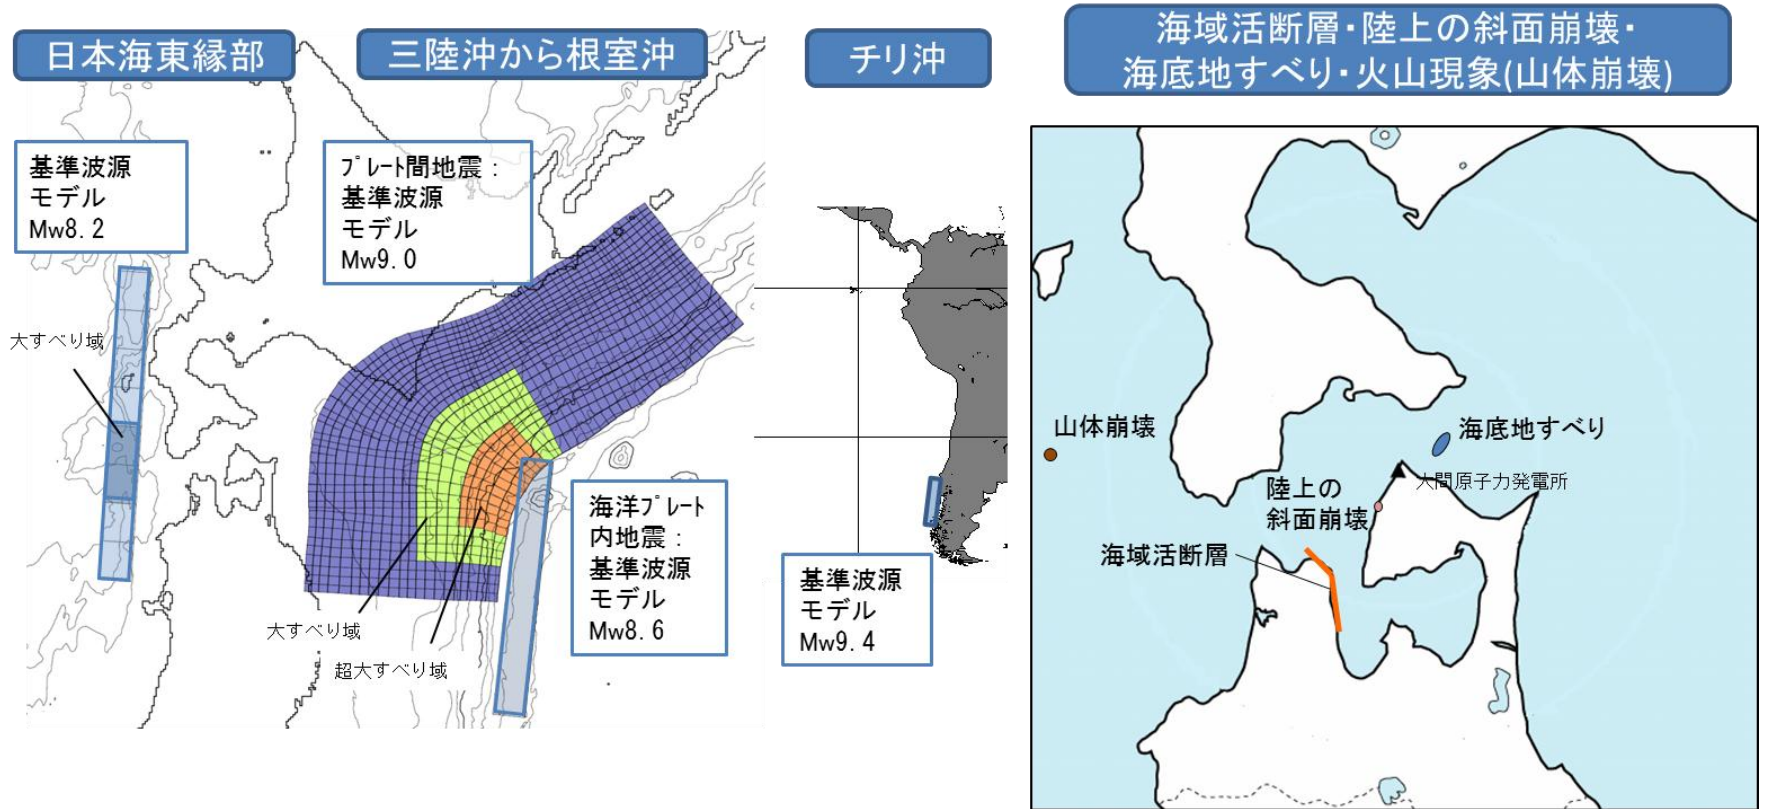 日本海東縁部
三陸沖から根室沖
チリ沖
海域活断層・陸上の斜面崩壊・
海底地すべり・火山現象(山体崩壊)
基準波源
モデル
Mw8.2
大すべり域
プレート間地震：
基準波源
モデル
Mw9.0
海洋プレート
内地震：
基準波源
モデル
Mw8.6
大すべり域
超大すべり域
基準波源
モデル
Mw9.4
山体崩壊
海底地すべり
大間原子力発電所
陸上の
斜面崩壊
海域活断層